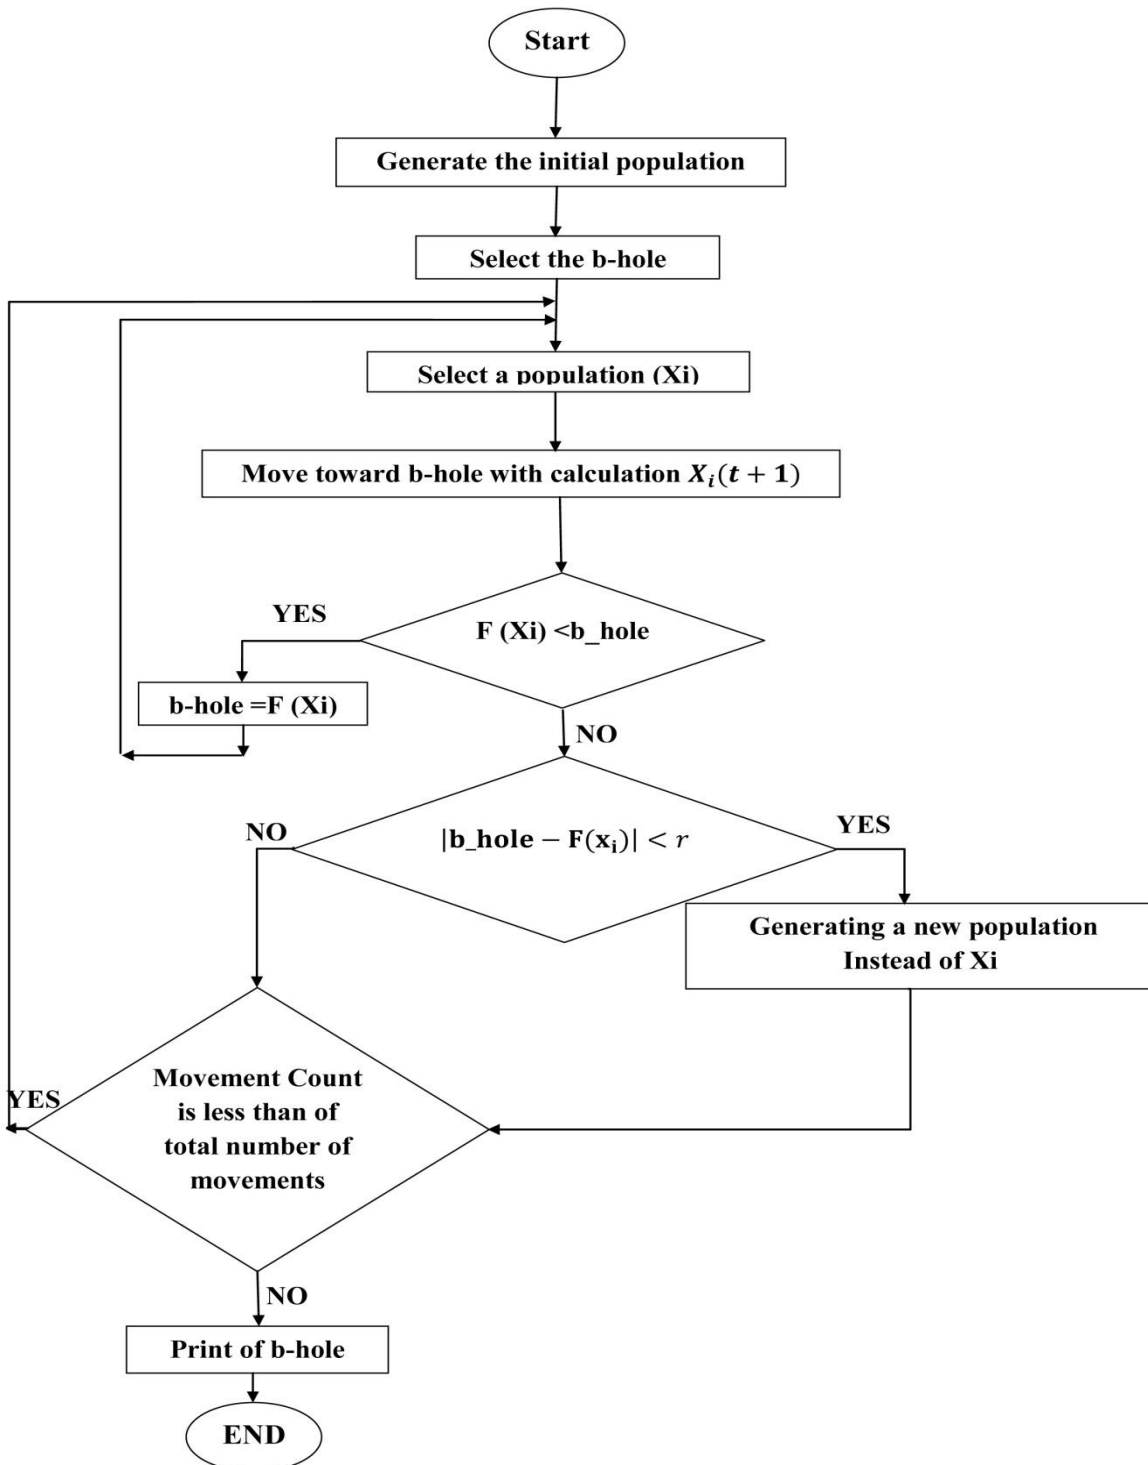 Start
Generate the initial population
Select the b-hole
Select a population (Xi)
Move toward b-hole with calculation X_i(t + 1)
YES
F (Xi) <b_hole
b-hole =F (Xi)
NO
NO
|b_hole − F(x_i)| < r
YES
Generating a new population
Instead of Xi
YES
Movement Count
is less than of
total number of
movements
NO
Print of b-hole
END